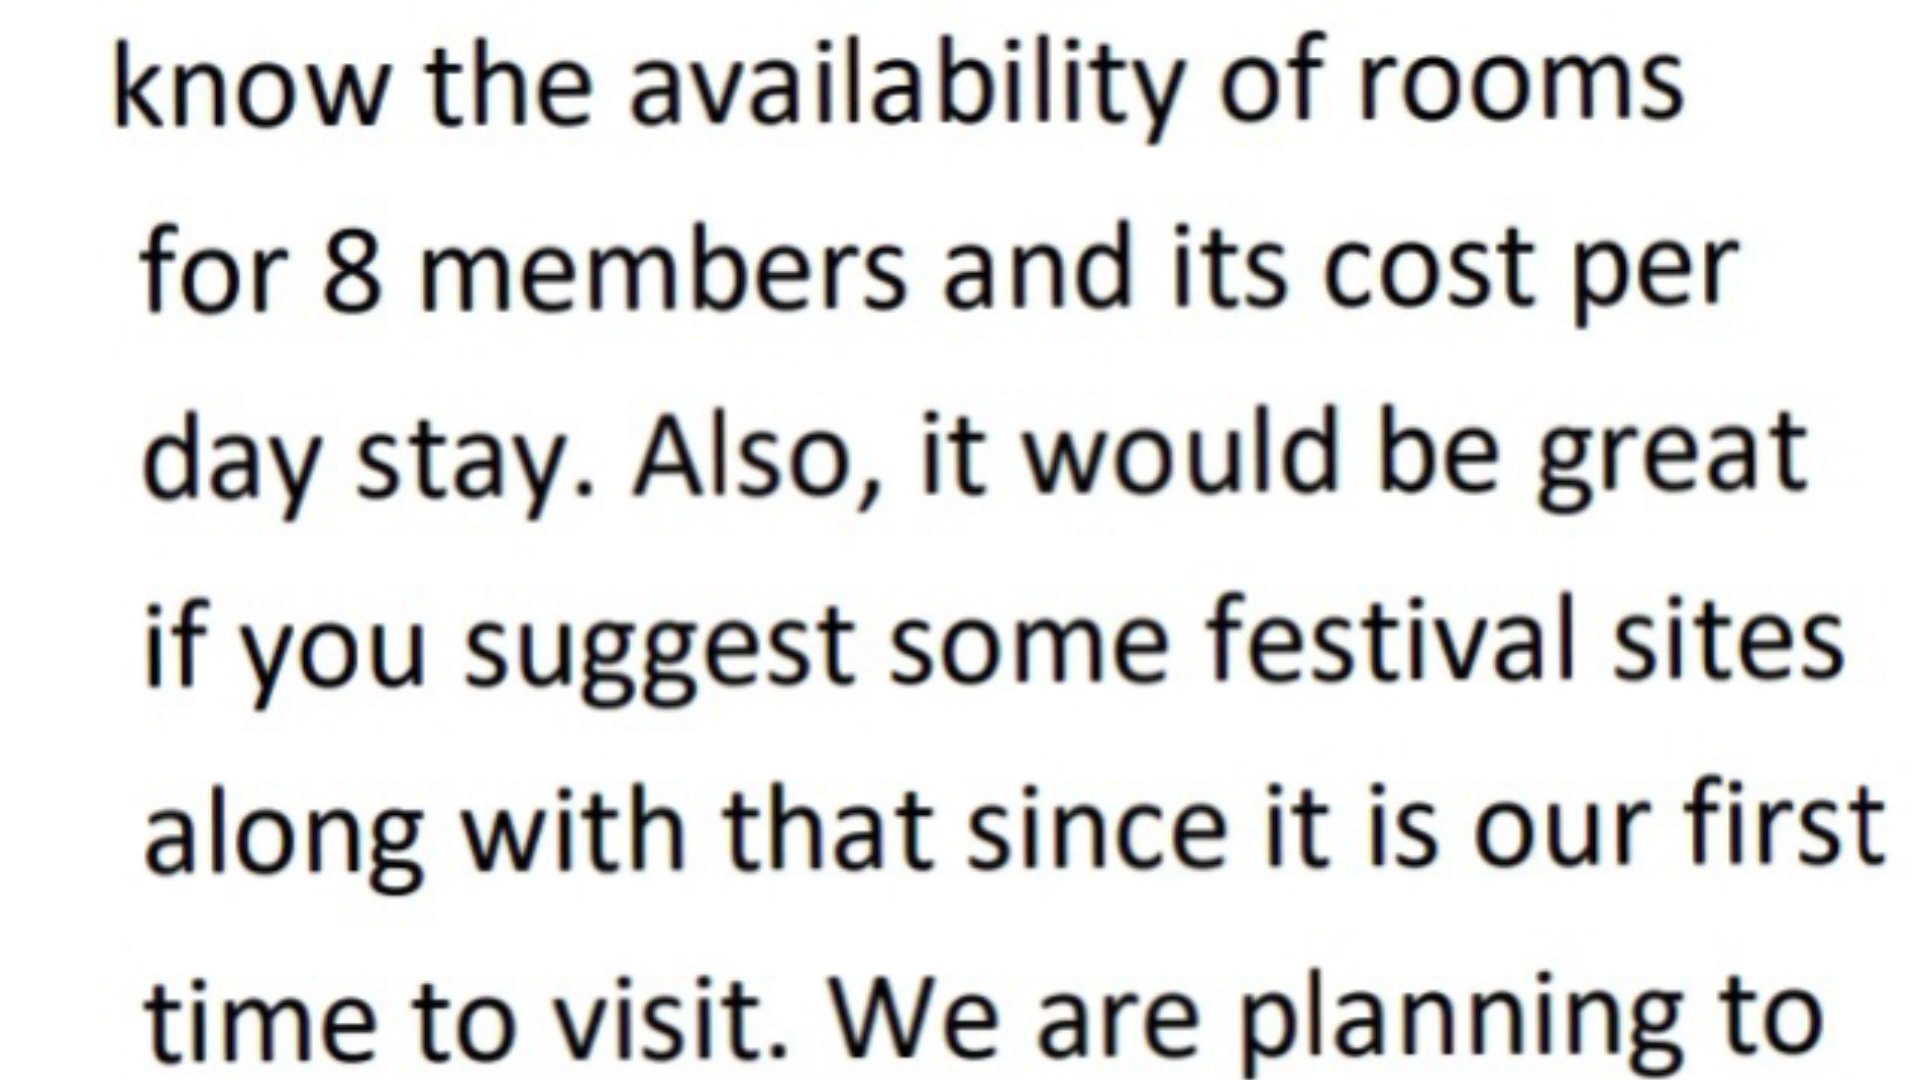 know the availability of rooms
for 8 members and its cost per
day stay. Also, it would be great
if you suggest some festival sites
along with that since it is our first
time to visit. We are planning to